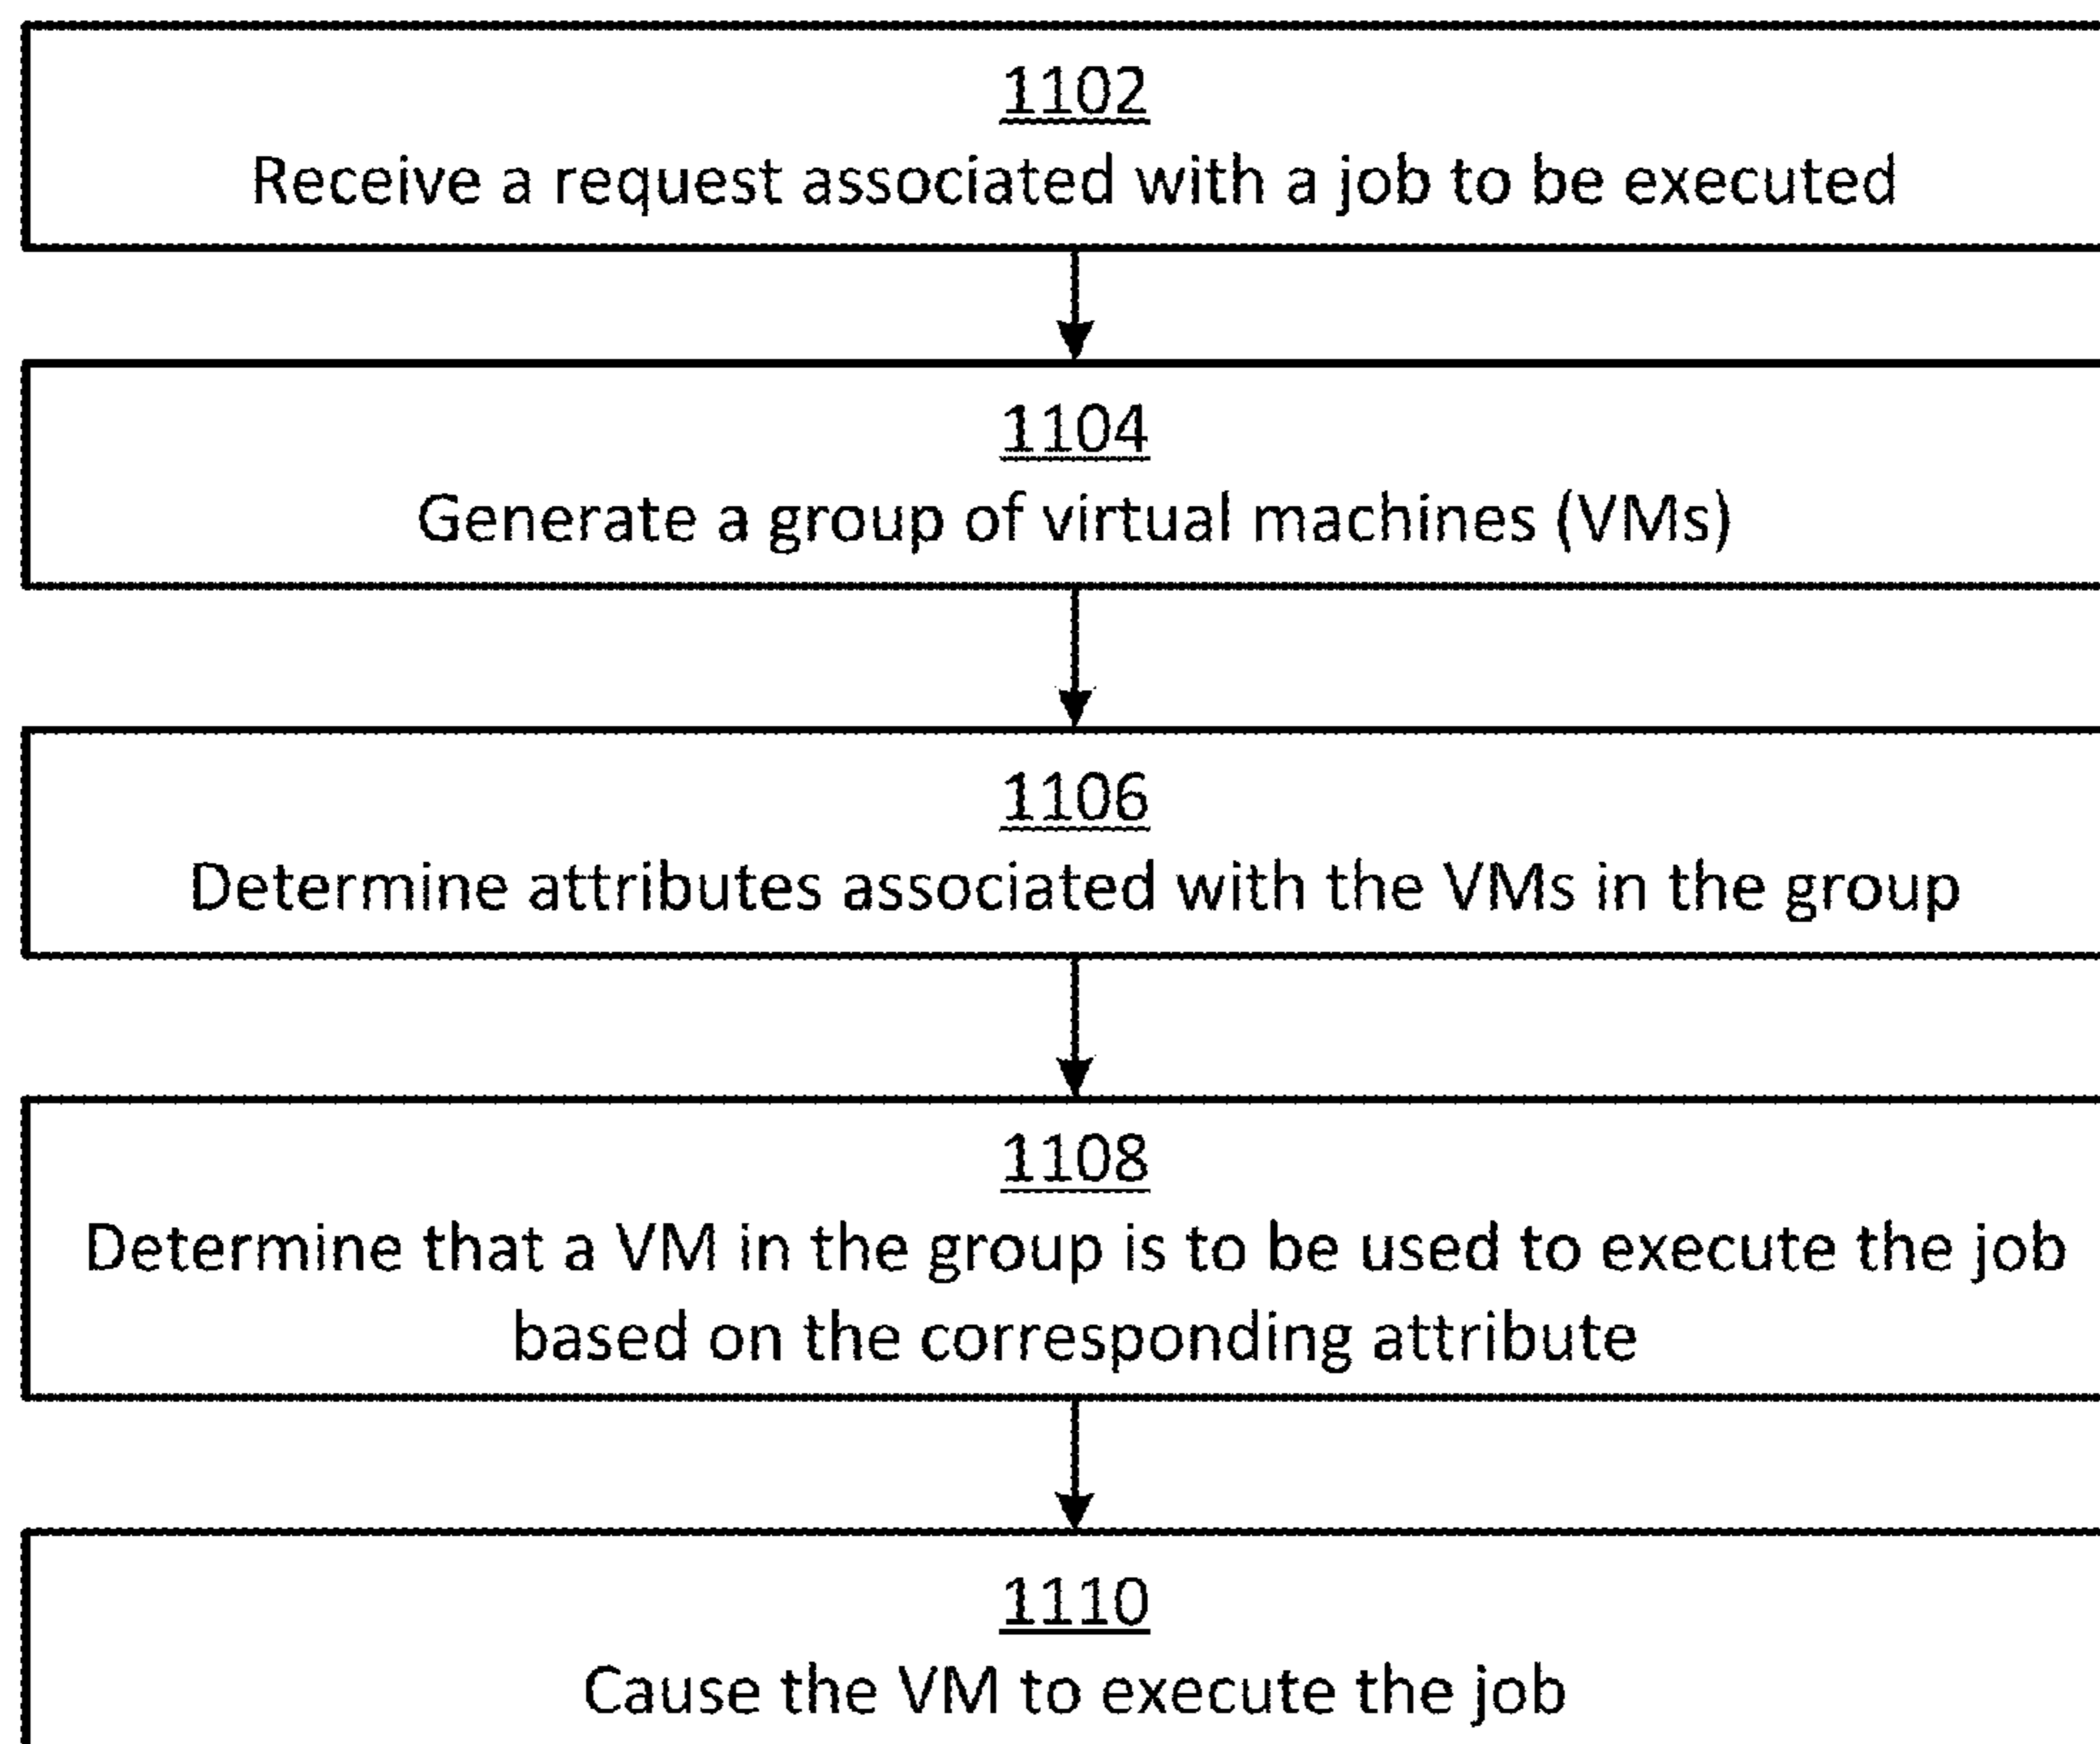 1102
Receive a request associated with a job to be executed
1104
Generate a group of virtual machines (VMs)
1106
Determine attributes associated with the VMs in the group
1108
Determine that a VM in the group is to be used to execute the job
based on the corresponding attribute
1110
Cause the VM to execute the job